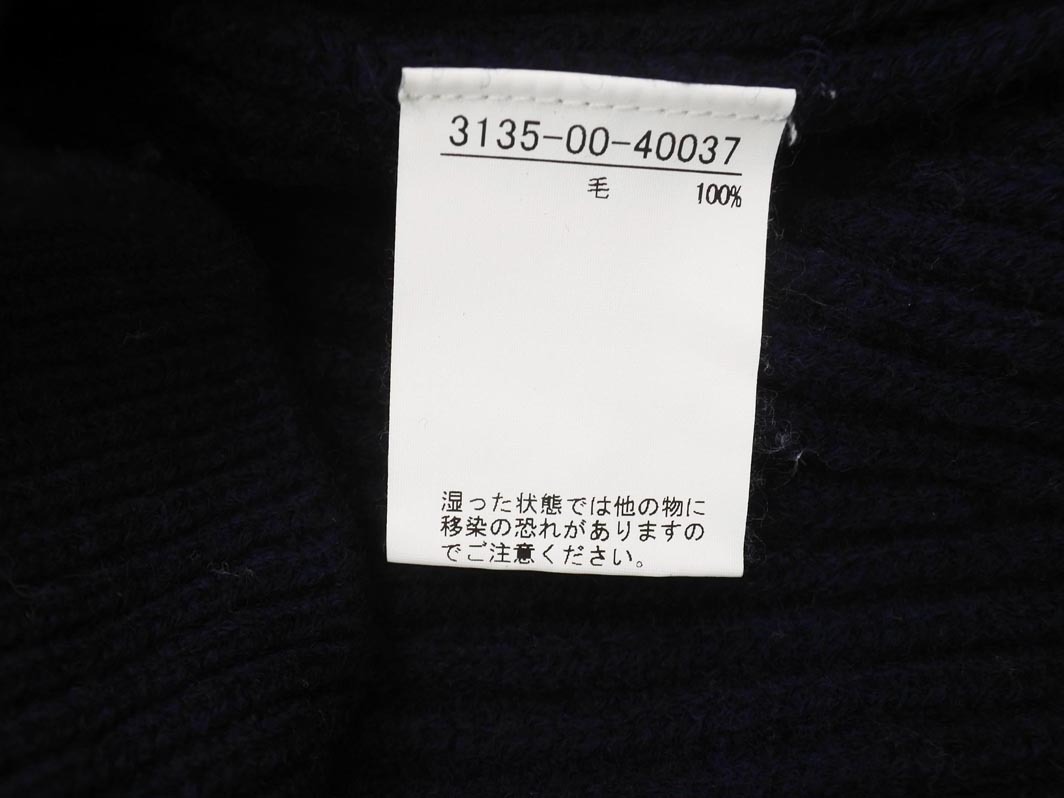 3135-00-40037
毛 100%
湿った状態では他の物に
移染の恐れがありますの
でご注意ください。